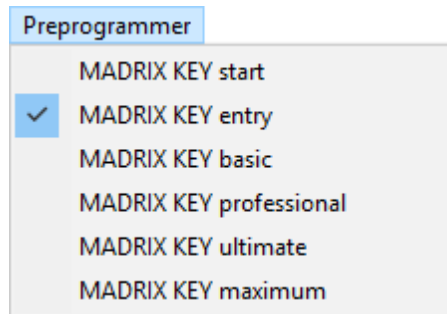 Preprogrammer
MADRIX KEY start
MADRIX KEY entry
MADRIX KEY basic
MADRIX KEY professional
MADRIX KEY ultimate
MADRIX KEY maximum